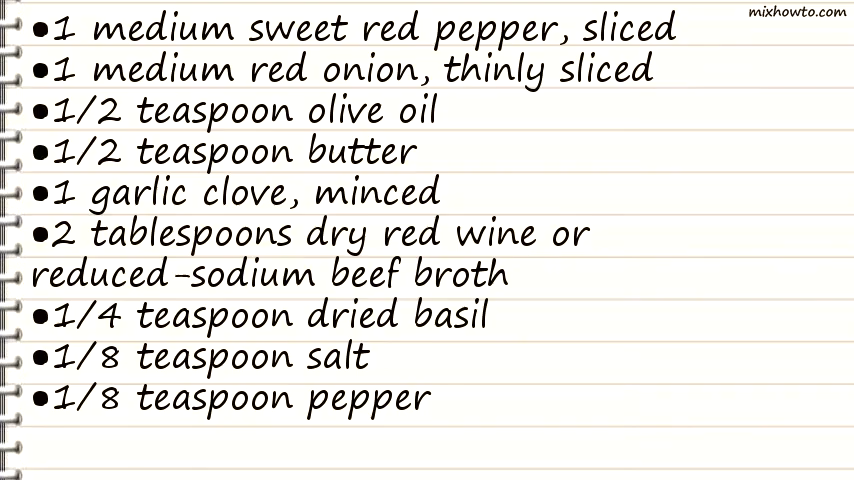 mixhowto.com
•1 medium sweet red pepper, sliced
•1 medium red onion, thinly sliced
•1/2 teaspoon olive oil
•1/2 teaspoon butter
•1 garlic clove, minced
•2 tablespoons dry red wine or
reduced-sodium beef broth
•1/4 teaspoon dried basil
•1/8 teaspoon salt
•1/8 teaspoon pepper